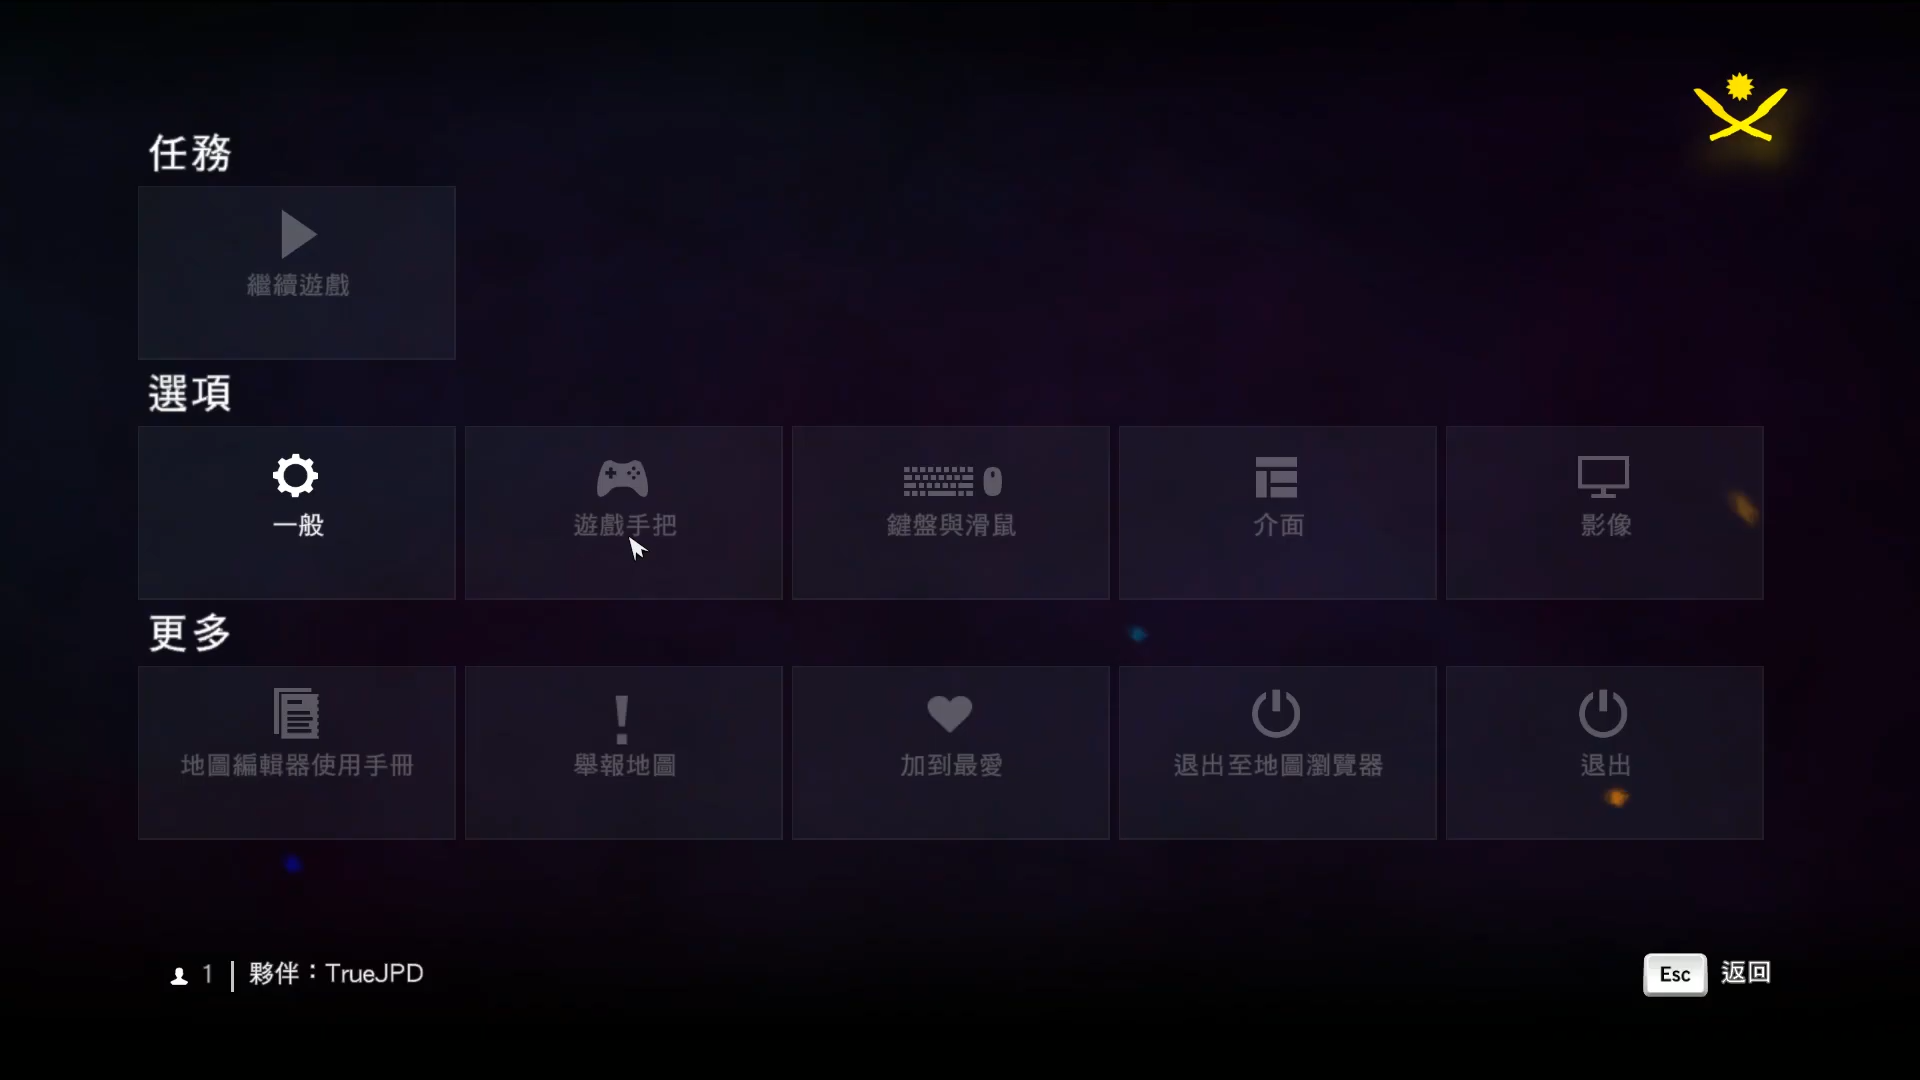 任務
繼續遊戲
選項
一般
遊戲手把
鍵盤與滑鼠
介面
影像
更多
地圖編輯器使用手冊
舉報地圖
加到最愛
退出至地圖瀏覽器
退出
1 | 夥伴：TrueJPD
Esc 返回